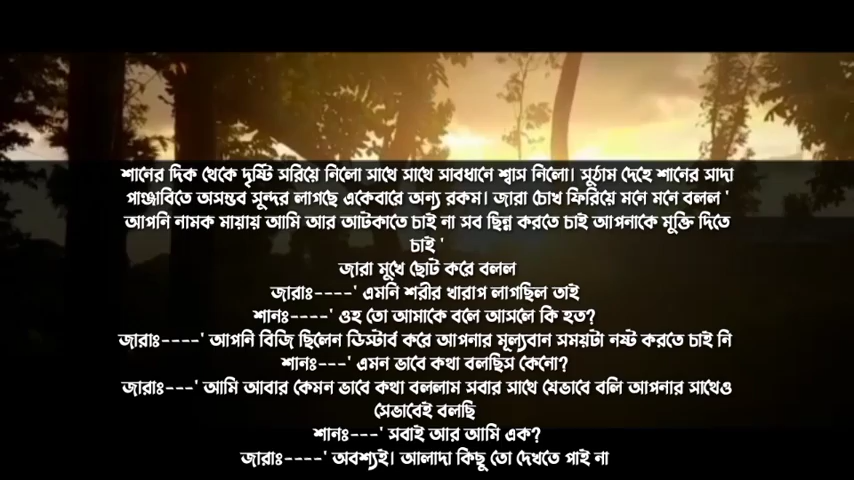 শানের দিক থেকে দৃষ্টি সরিয়ে নিলো সাথে সাথে সাবধানে শ্বাস নিলো। সুঠাম দেহে শানের সাদা
পাঞ্জাবিতে অসম্ভব সুন্দর লাগছে একেবারে অন্য রকম। জারা চোখ ফিরিয়ে মনে মনে বলল '
আপনি নামক মায়ায় আমি আর আটকাতে চাই না সব ছিন্ন করতে চাই আপনাকে মুক্তি দিতে
চাই '
জারা মুখে ছোট করে বলল
জারাঃ----' এমনি শরীর খারাপ লাগছিল তাই
শানঃ----' ওহ তো আমাকে বলে আসলে কি হত?
জারাঃ----' আপনি বিজি ছিলেন ডিস্টার্ব করে আপনার মূল্যবান সময়টা নষ্ট করতে চাই নি
শানঃ---' এমন ভাবে কথা বলছিস কেনো?
জারাঃ---' আমি আবার কেমন ভাবে কথা বললাম সবার সাথে যেভাবে বলি আপনার সাথেও
সেভাবেই বলছি
শানঃ---' সবাই আর আমি এক?
জারাঃ----' অবশ্যই। আলাদা কিছু তো দেখতে পাই না